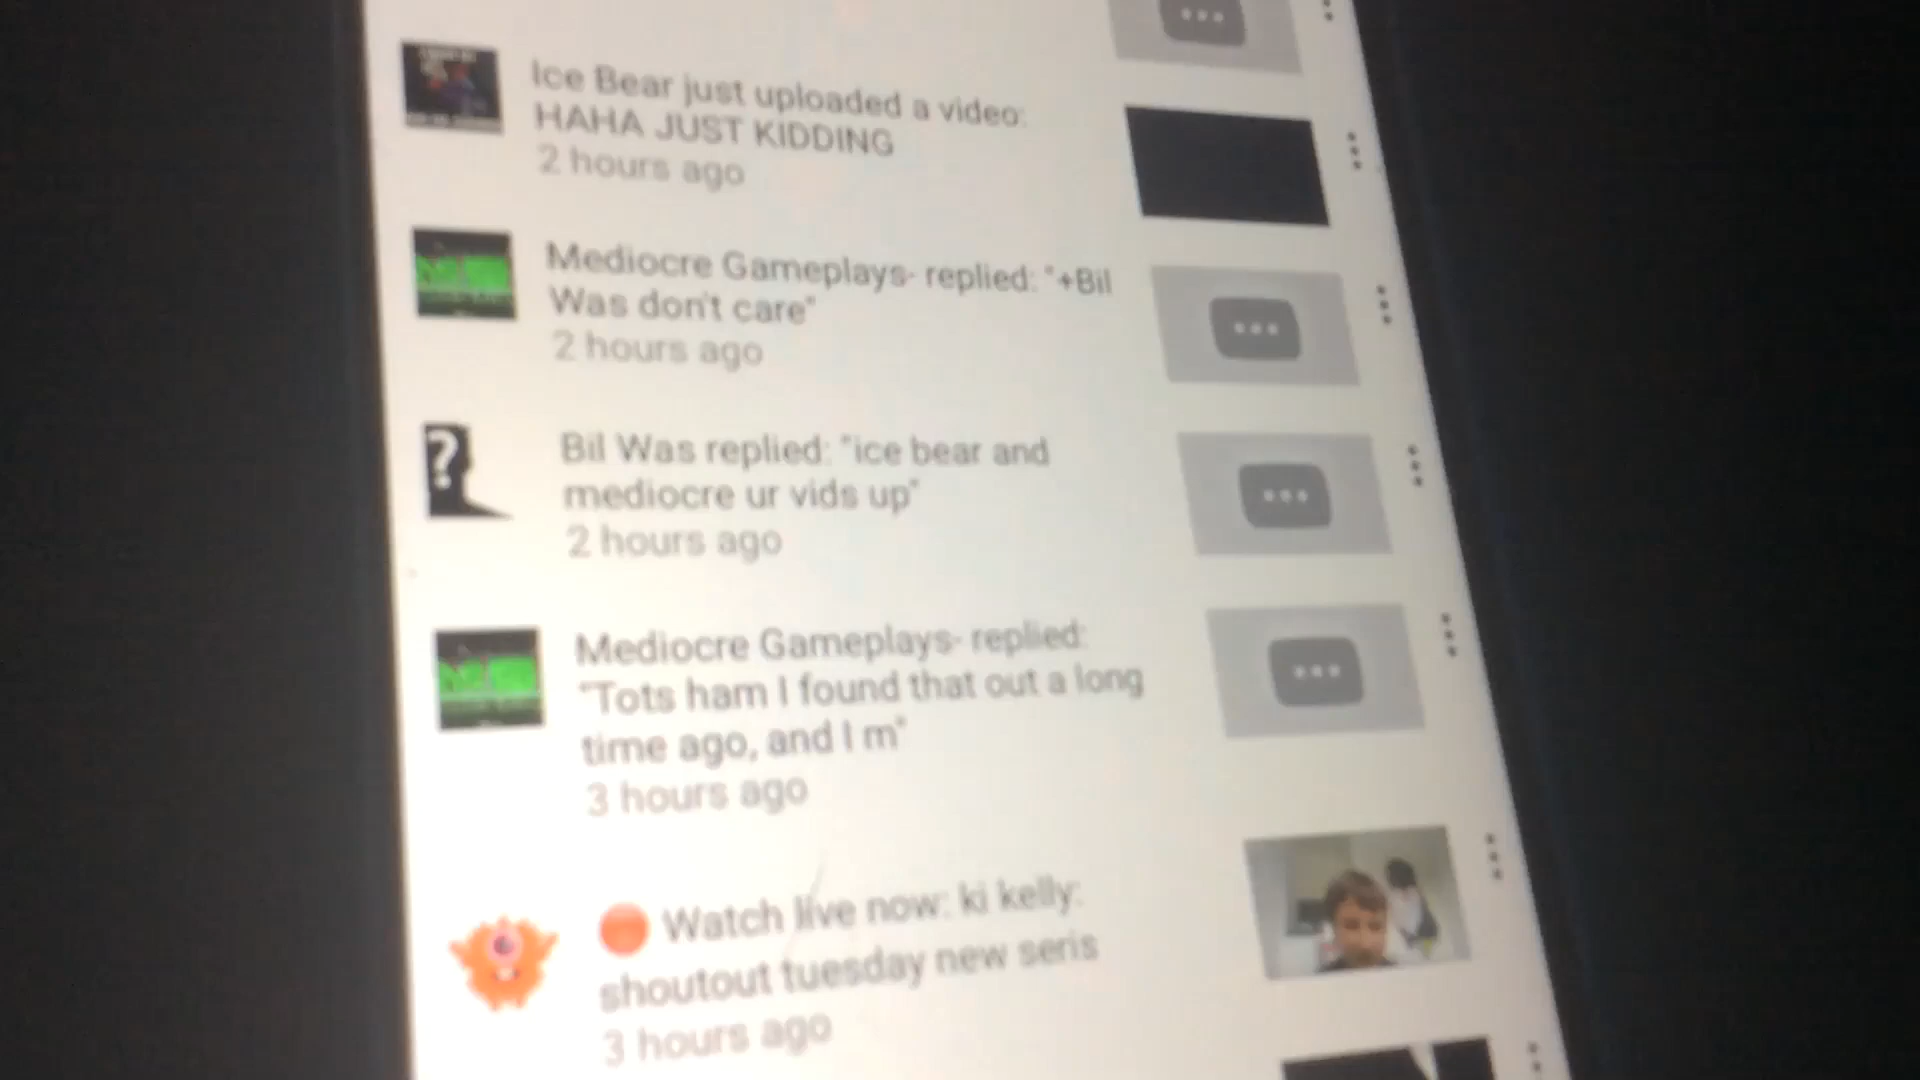 Ice Bear just uploaded a video:
HAHA JUST KIDDING
2 hours ago
Mediocre Gameplays- replied: "+Bil
Was don't care"
2 hours ago
?
Bil Was replied: "ice bear and
mediocre ur vids up"
2 hours ago
Mediocre Gameplays- replied:
"Tots ham I found that out a long
time ago, and I m"
3 hours ago
Watch live now: ki kelly:
shoutout tuesday new seris
3 hours ago